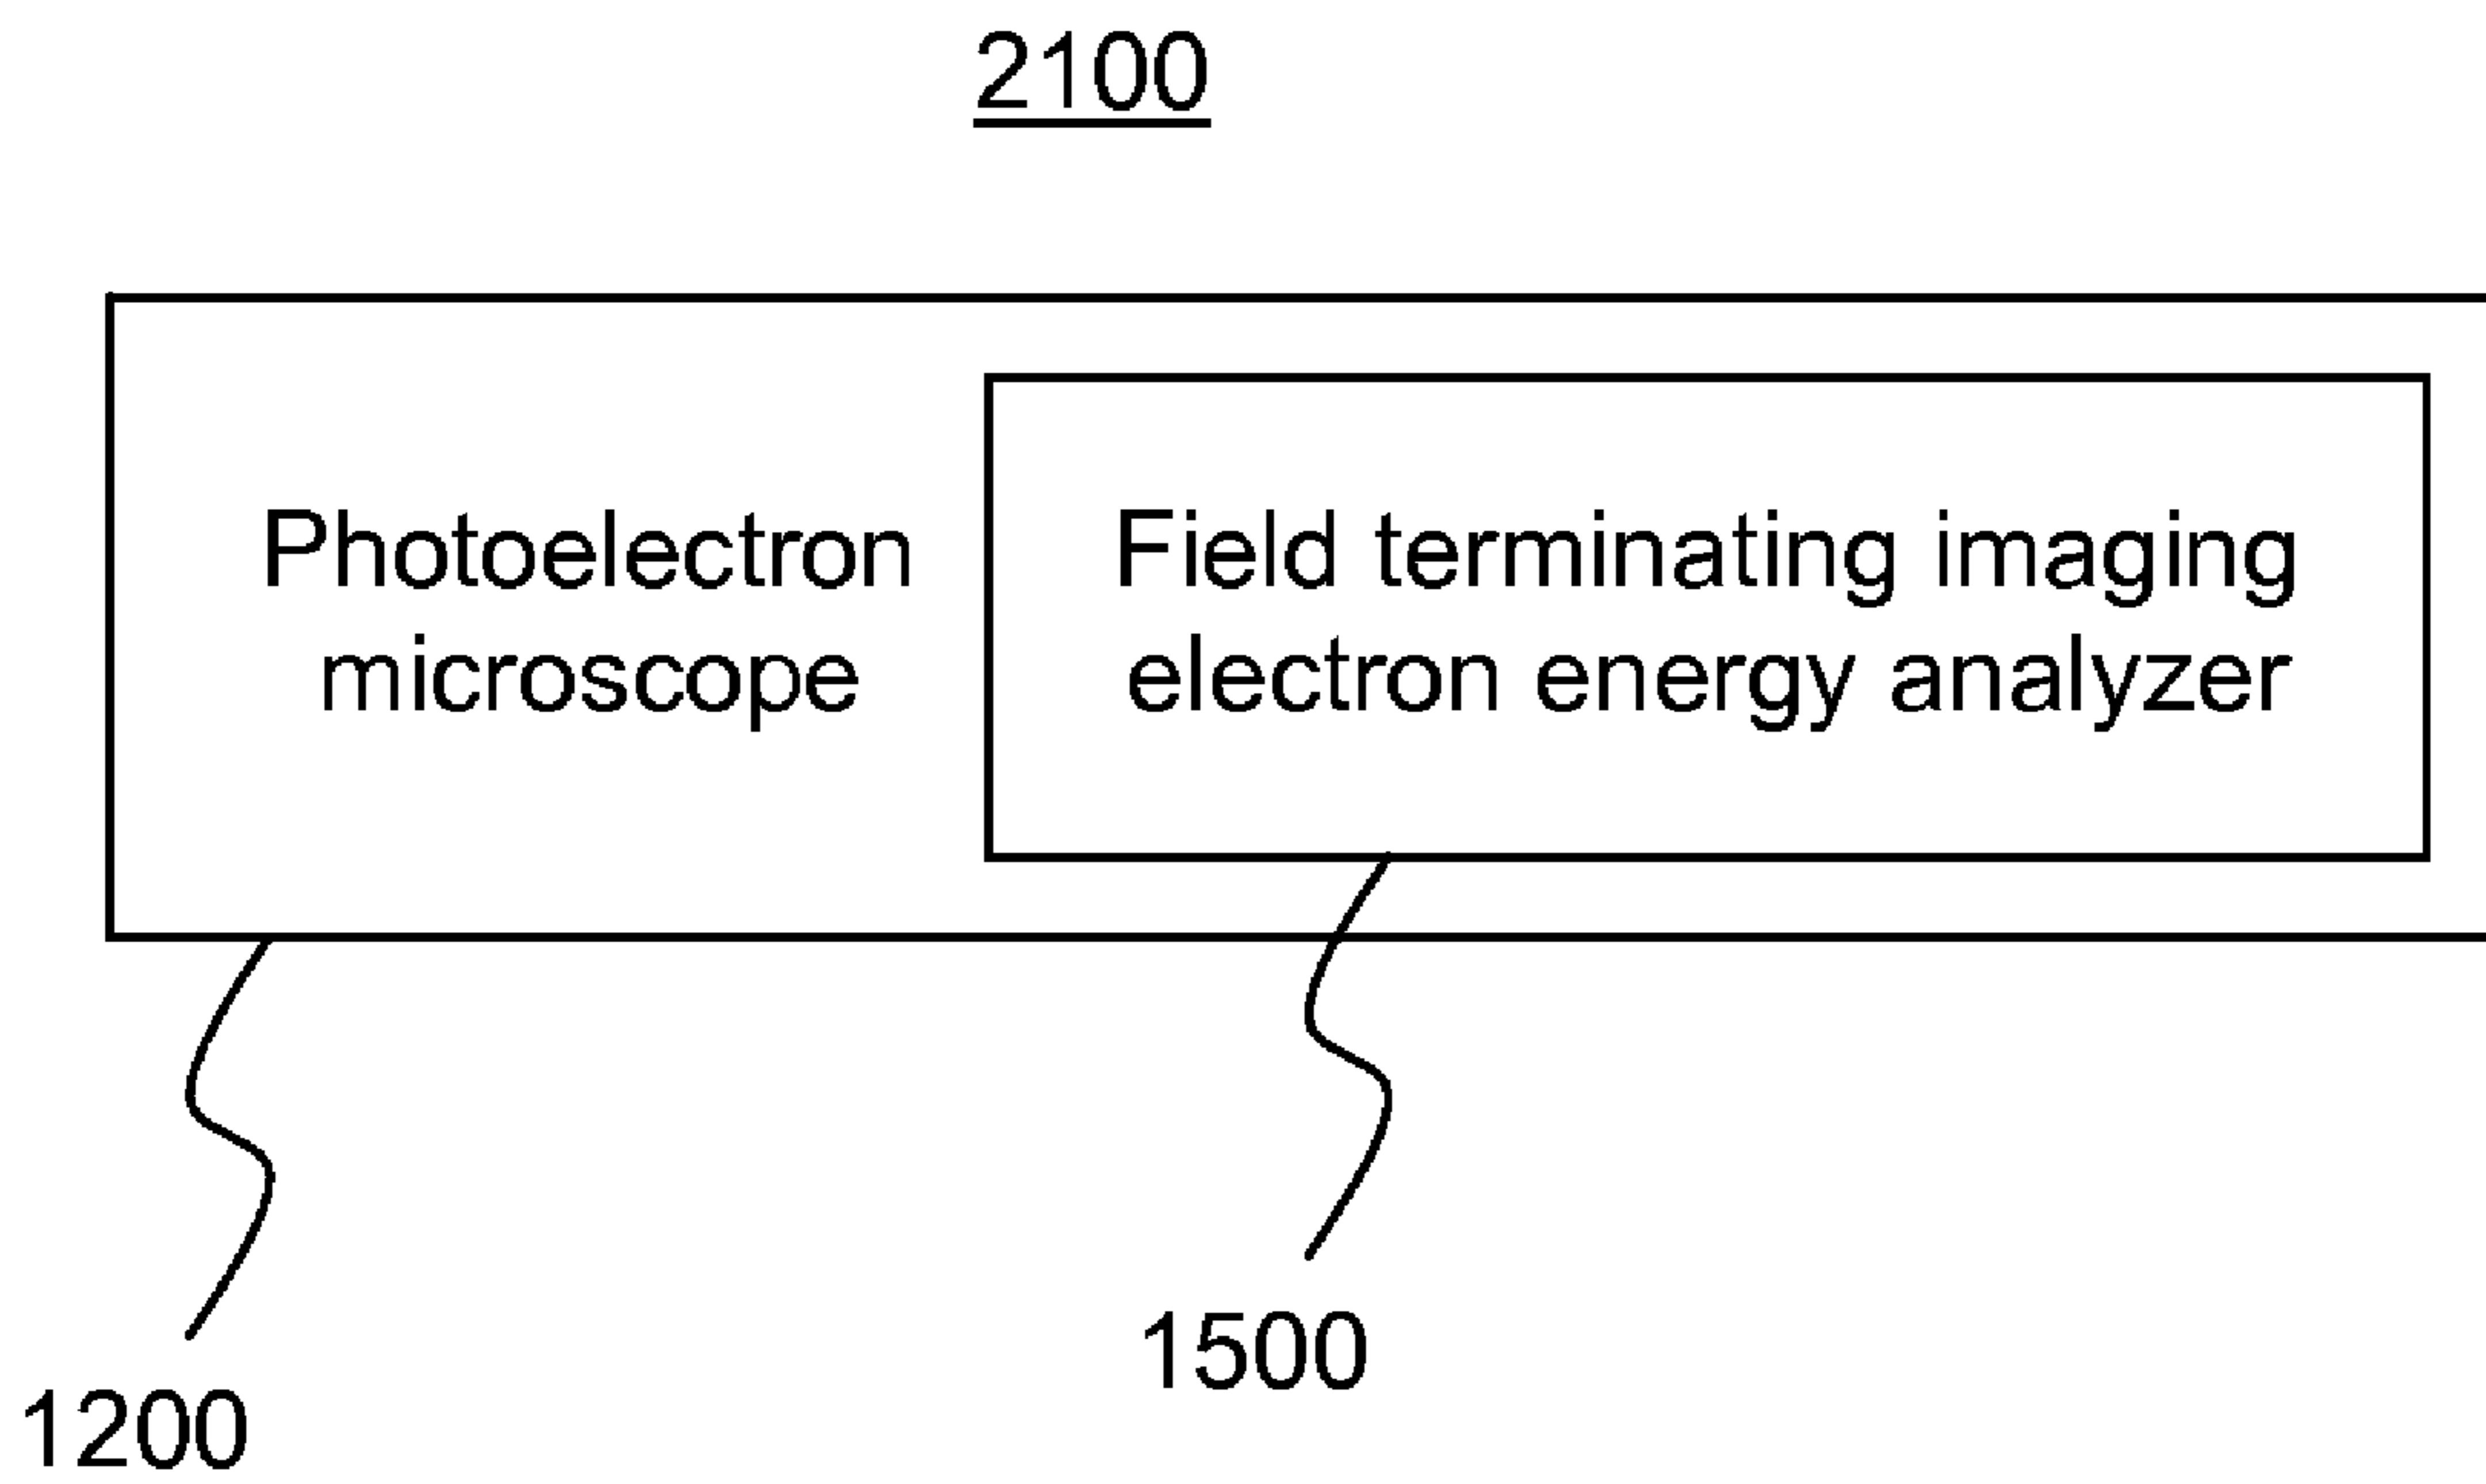 2100
Photoelectron
microscope
Field terminating imaging
electron energy analyzer
1500
1200